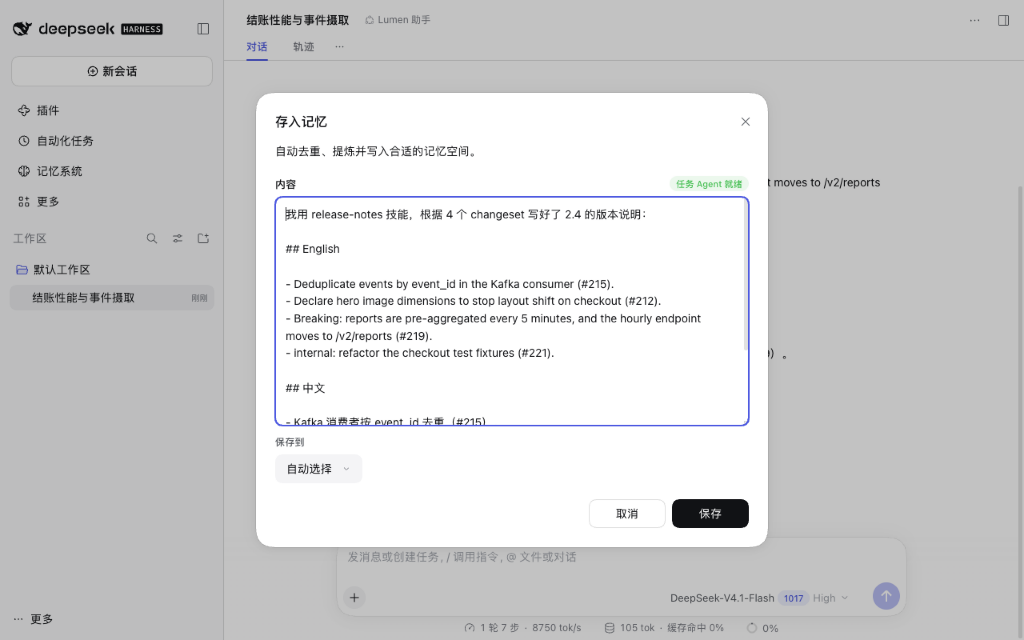 deepseek HARNESS
新会话
插件
自动化任务
记忆系统
更多
工作区
默认工作区
结账性能与事件摄取 刚刚
更多
结账性能与事件摄取 Lumen 助手
对话 轨迹
t moves to /v2/reports
) 。
存入记忆
自动去重、提炼并写入合适的记忆空间。
内容 任务 Agent 就绪
我用 release-notes 技能，根据 4 个 changeset 写好了 2.4 的版本说明：
## English
- Deduplicate events by event_id in the Kafka consumer (#215).
- Declare hero image dimensions to stop layout shift on checkout (#212).
- Breaking: reports are pre-aggregated every 5 minutes, and the hourly endpoint
moves to /v2/reports (#219).
- internal: refactor the checkout test fixtures (#221).
## 中文
- Kafka 消费者按 event_id 去重 (#215)
保存到
自动选择
取消 保存
发消息或创建任务, / 调用指令, @ 文件或对话
DeepSeek-V4.1-Flash 1017 High
1 轮 7 步 · 8750 tok/s 105 tok · 缓存命中 0% 0%